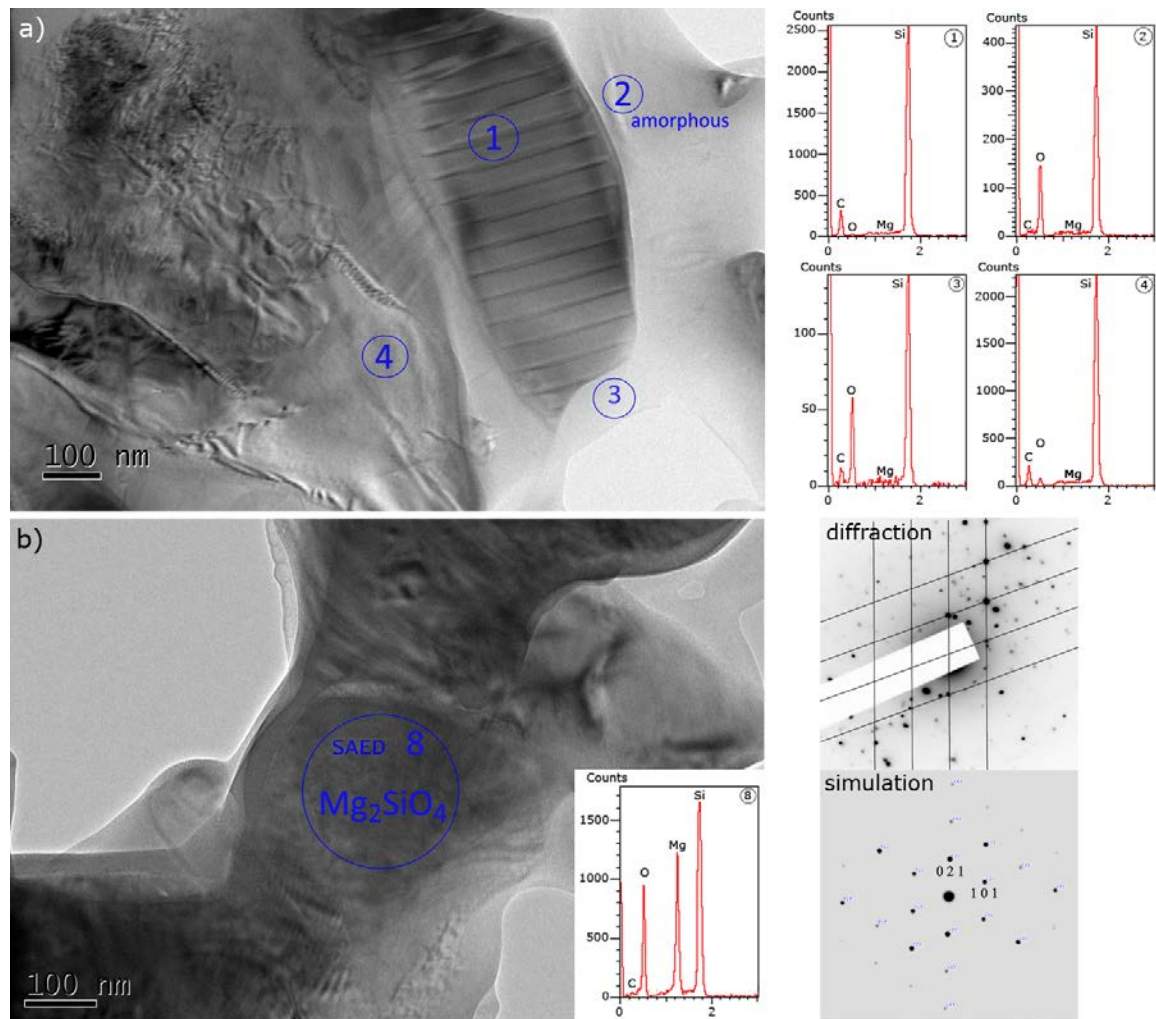 a)
1
2
amorphous
4
3
100 nm
Counts
2500
2000
1500
1000
500
0
C
O
Mg
Si
①
0
2
Counts
400
300
200
100
0
C
O
Mg
Si
②
0
2
Counts
100
50
0
C
O
Mg
Si
③
0
2
Counts
2000
1500
1000
500
0
C
O
Mg
Si
④
0
2
b)
SAED 8
Mg₂SiO₄
100 nm
Counts
1500
1000
500
0
C
O
Mg
Si
⑧
0
2
diffraction
simulation
0 2 1
1 0 1